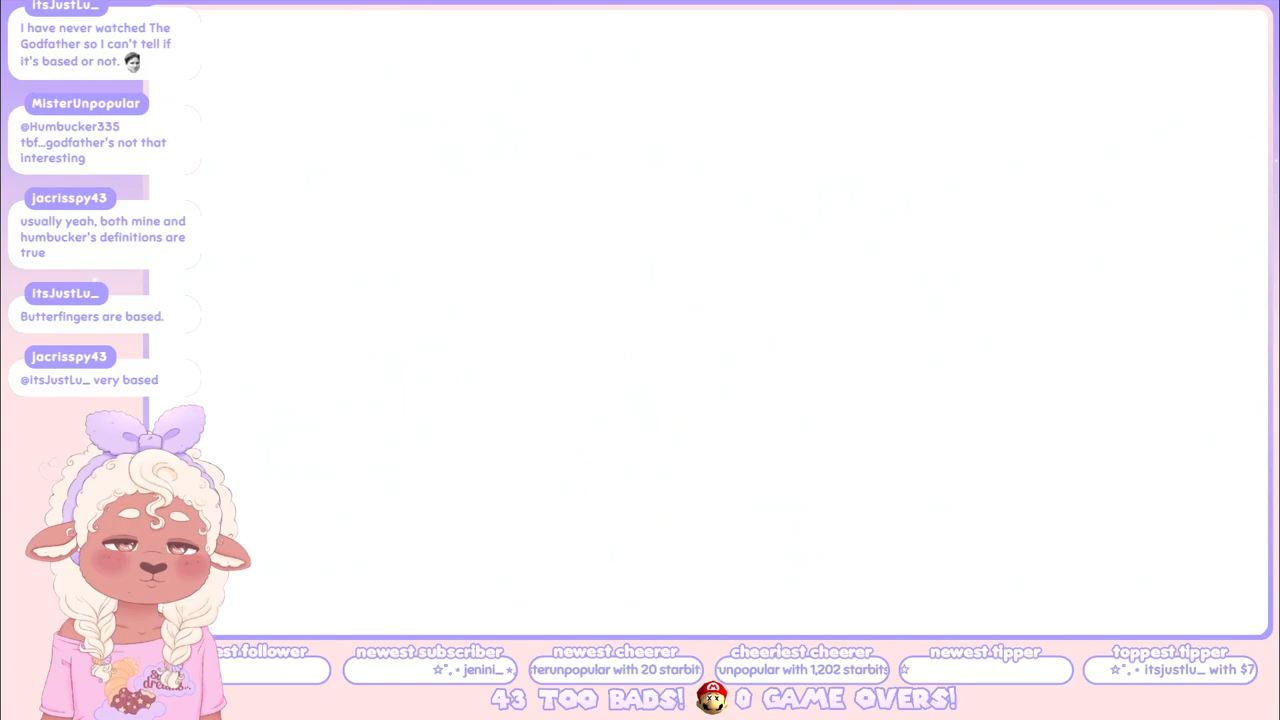 itsJustLu_
I have never watched The
Godfather so I can't tell if
it's based or not.
MisterUnpopular
@Humbucker335
tbf...godfather's not that
interesting
jacrisspy43
usually yeah, both mine and
humbucker's definitions are
true
itsJustLu_
Butterfingers are based.
jacrisspy43
@itsJustLu_ very based
est follower
newest subscriber
newest cheerer
cheeriest cheerer
newest tipper
toppest tipper
☆",• jenini_⋆
terunpopular with 20 starbit
unpopular with 1,202 starbits
☆
☆",• itsjustlu_ with $7
43 TOO BADS! 0 GAME OVERS!